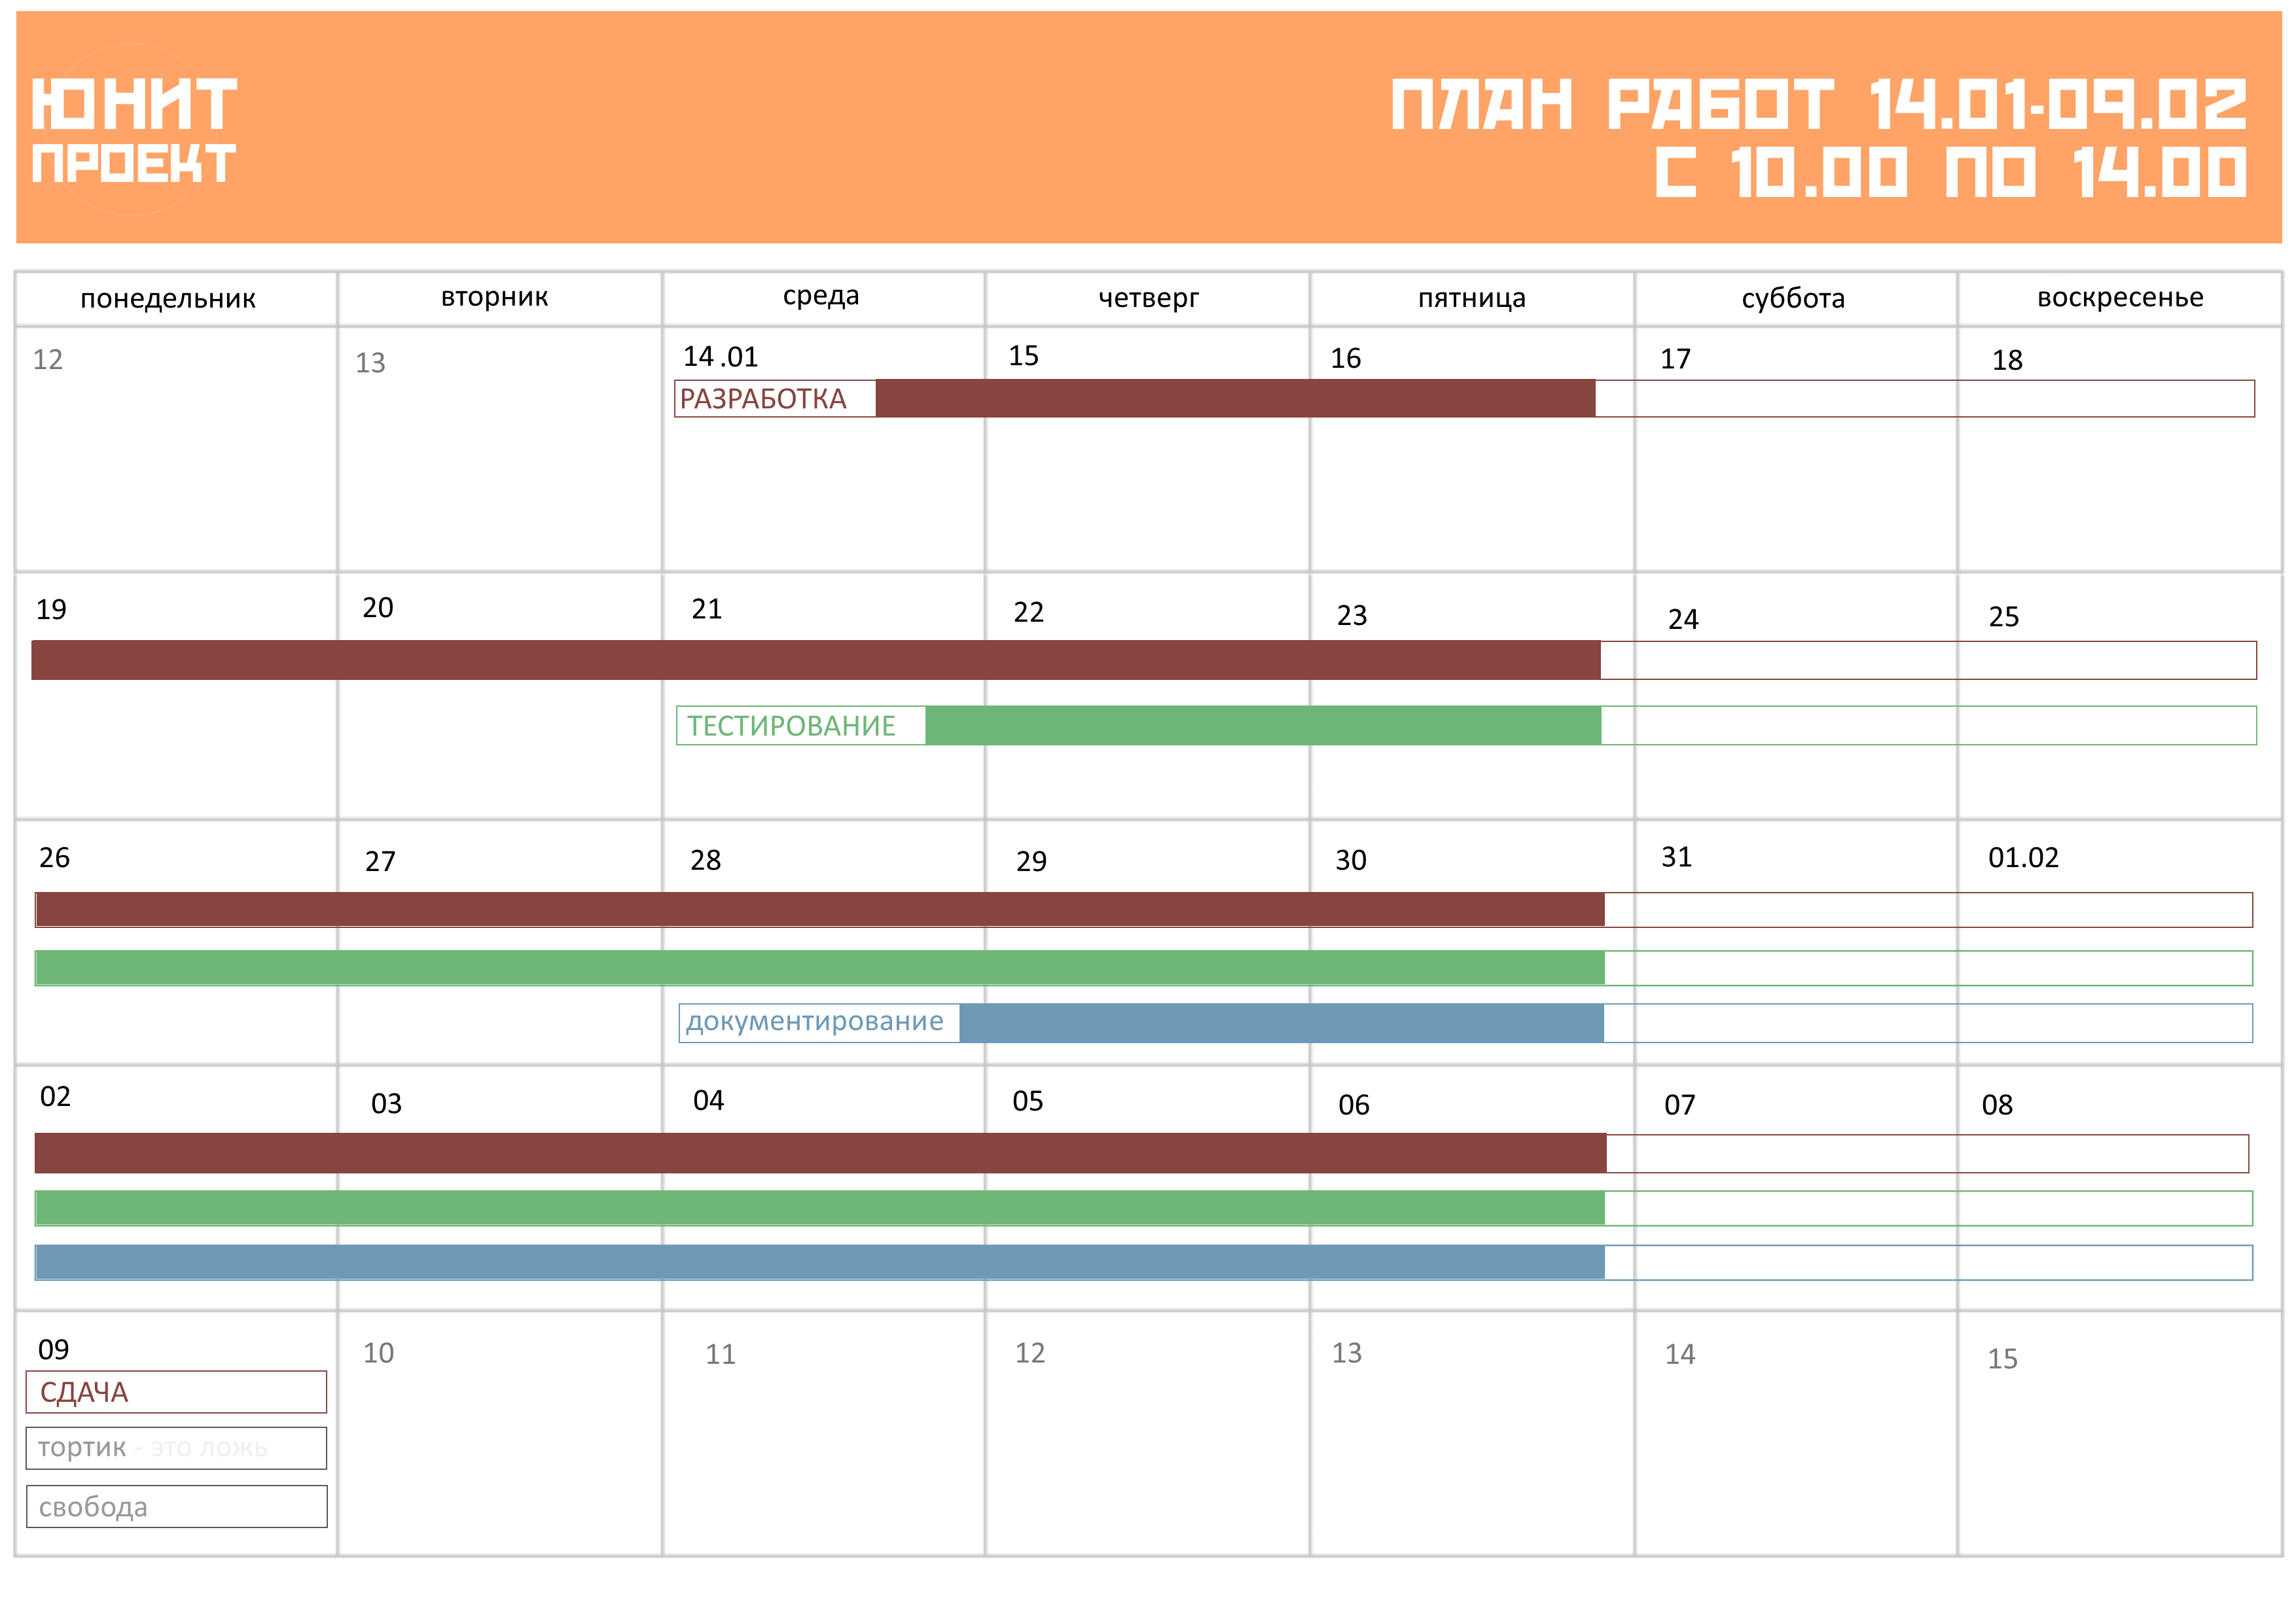 ЮНИТ
ПРОЕКТ
ПЛАН РАБОТ 14.01-09.02
С 10.00 ПО 14.00
понедельник вторник среда четверг пятница суббота воскресенье
12 13 14.01 15 16 17 18
РАЗРАБОТКА
19 20 21 22 23 24 25
ТЕСТИРОВАНИЕ
26 27 28 29 30 31 01.02
документирование
02 03 04 05 06 07 08
09 10 11 12 13 14 15
СДАЧА
тортик - это ложь
свобода